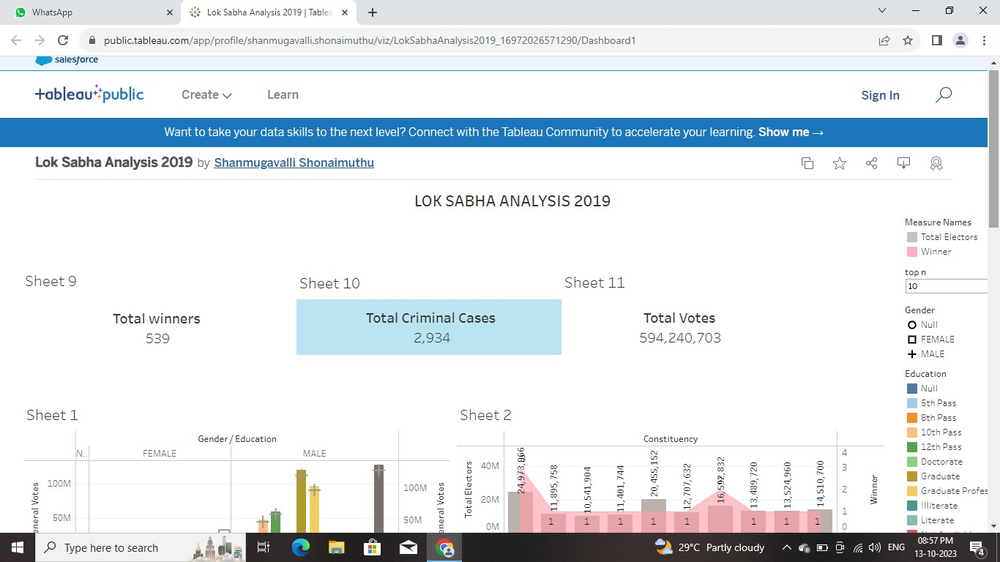 WhatsApp
Lok Sabha Analysis 2019 | Tablea
public.tableau.com/app/profile/shanmugavalli.shonaimuthu/viz/LokSabhaAnalysis2019_16972026571290/Dashboard1
salesforce
tableau public
Create
Learn
Sign In
Want to take your data skills to the next level? Connect with the Tableau Community to accelerate your learning. Show me →
Lok Sabha Analysis 2019 by Shanmugavalli Shonaimuthu
LOK SABHA ANALYSIS 2019
Measure Names
Total Electors
Winner
top n
10
Gender
Null
FEMALE
MALE
Education
Null
5th Pass
8th Pass
10th Pass
12th Pass
Doctorate
Graduate
Graduate Profes
Illiterate
Literate
Sheet 9
Total winners
539
Sheet 10
Total Criminal Cases
2,934
Sheet 11
Total Votes
594,240,703
Sheet 1
Gender / Education
N..
FEMALE
MALE
eneral Votes
100M
50M
100M
50M
eneral Votes
Sheet 2
Constituency
Total Electors
40M
20M
0M
24,973,866
11,895,758
10,541,904
11,401,744
20,455,152
12,707,632
16,592,832
13,489,720
13,524,960
14,510,700
1
1
1
1
1
1
1
1
4
3
2
1
0
Winner
Type here to search
29°C Partly cloudy
ENG
08:57 PM
13-10-2023
4